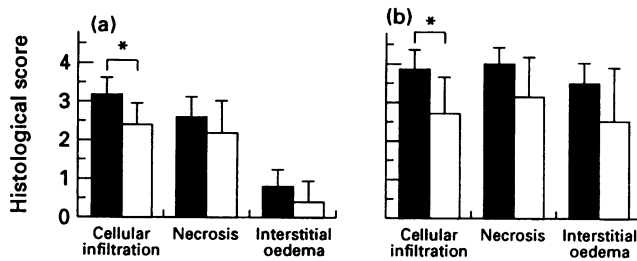 (a)
(b)
Histological score
4
3
2
1
0
*
*
Cellular
infiltration
Necrosis
Interstitial
oedema
Cellular
infiltration
Necrosis
Interstitial
oedema